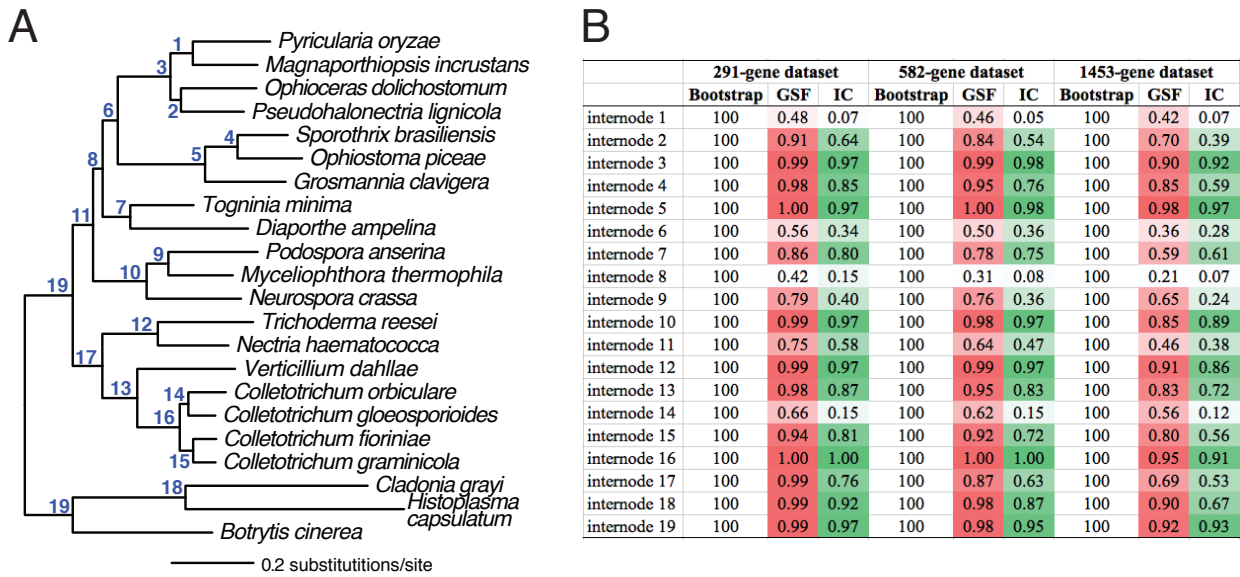 A
1
Pyricularia oryzae
3
Magnaporthiopsis incrustans
Ophioceras dolichostomum
2
Pseudohalonectria lignicola
6
4
Sporothrix brasiliensis
5
Ophiostoma piceae
8
Grosmannia clavigera
7
Togninia minima
11
Diaporthe ampelina
9
Podospora anserina
10
Myceliophthora thermophila
19
Neurospora crassa
12
Trichoderma reesei
17
Nectria haematococca
Verticillium dahllae
13
14
Colletotrichum orbiculare
16
Colletotrichum gloeosporioides
Colletotrichum fioriniae
15
Colletotrichum graminicola
18
Cladonia grayi
19
Histoplasma
capsulatum
Botrytis cinerea
0.2 substitutitions/site
B
291-gene dataset 582-gene dataset 1453-gene dataset
Bootstrap GSF IC Bootstrap GSF IC Bootstrap GSF IC
internode 1 100 0.48 0.07 100 0.46 0.05 100 0.42 0.07
internode 2 100 0.91 0.64 100 0.84 0.54 100 0.70 0.39
internode 3 100 0.99 0.97 100 0.99 0.98 100 0.90 0.92
internode 4 100 0.98 0.85 100 0.95 0.76 100 0.85 0.59
internode 5 100 1.00 0.97 100 1.00 0.98 100 0.98 0.97
internode 6 100 0.56 0.34 100 0.50 0.36 100 0.36 0.28
internode 7 100 0.86 0.80 100 0.78 0.75 100 0.59 0.61
internode 8 100 0.42 0.15 100 0.31 0.08 100 0.21 0.07
internode 9 100 0.79 0.40 100 0.76 0.36 100 0.65 0.24
internode 10 100 0.99 0.97 100 0.98 0.97 100 0.85 0.89
internode 11 100 0.75 0.58 100 0.64 0.47 100 0.46 0.38
internode 12 100 0.99 0.97 100 0.99 0.97 100 0.91 0.86
internode 13 100 0.98 0.87 100 0.95 0.83 100 0.83 0.72
internode 14 100 0.66 0.15 100 0.62 0.15 100 0.56 0.12
internode 15 100 0.94 0.81 100 0.92 0.72 100 0.80 0.56
internode 16 100 1.00 1.00 100 1.00 1.00 100 0.95 0.91
internode 17 100 0.99 0.76 100 0.87 0.63 100 0.69 0.53
internode 18 100 0.99 0.92 100 0.98 0.87 100 0.90 0.67
internode 19 100 0.99 0.97 100 0.98 0.95 100 0.92 0.93